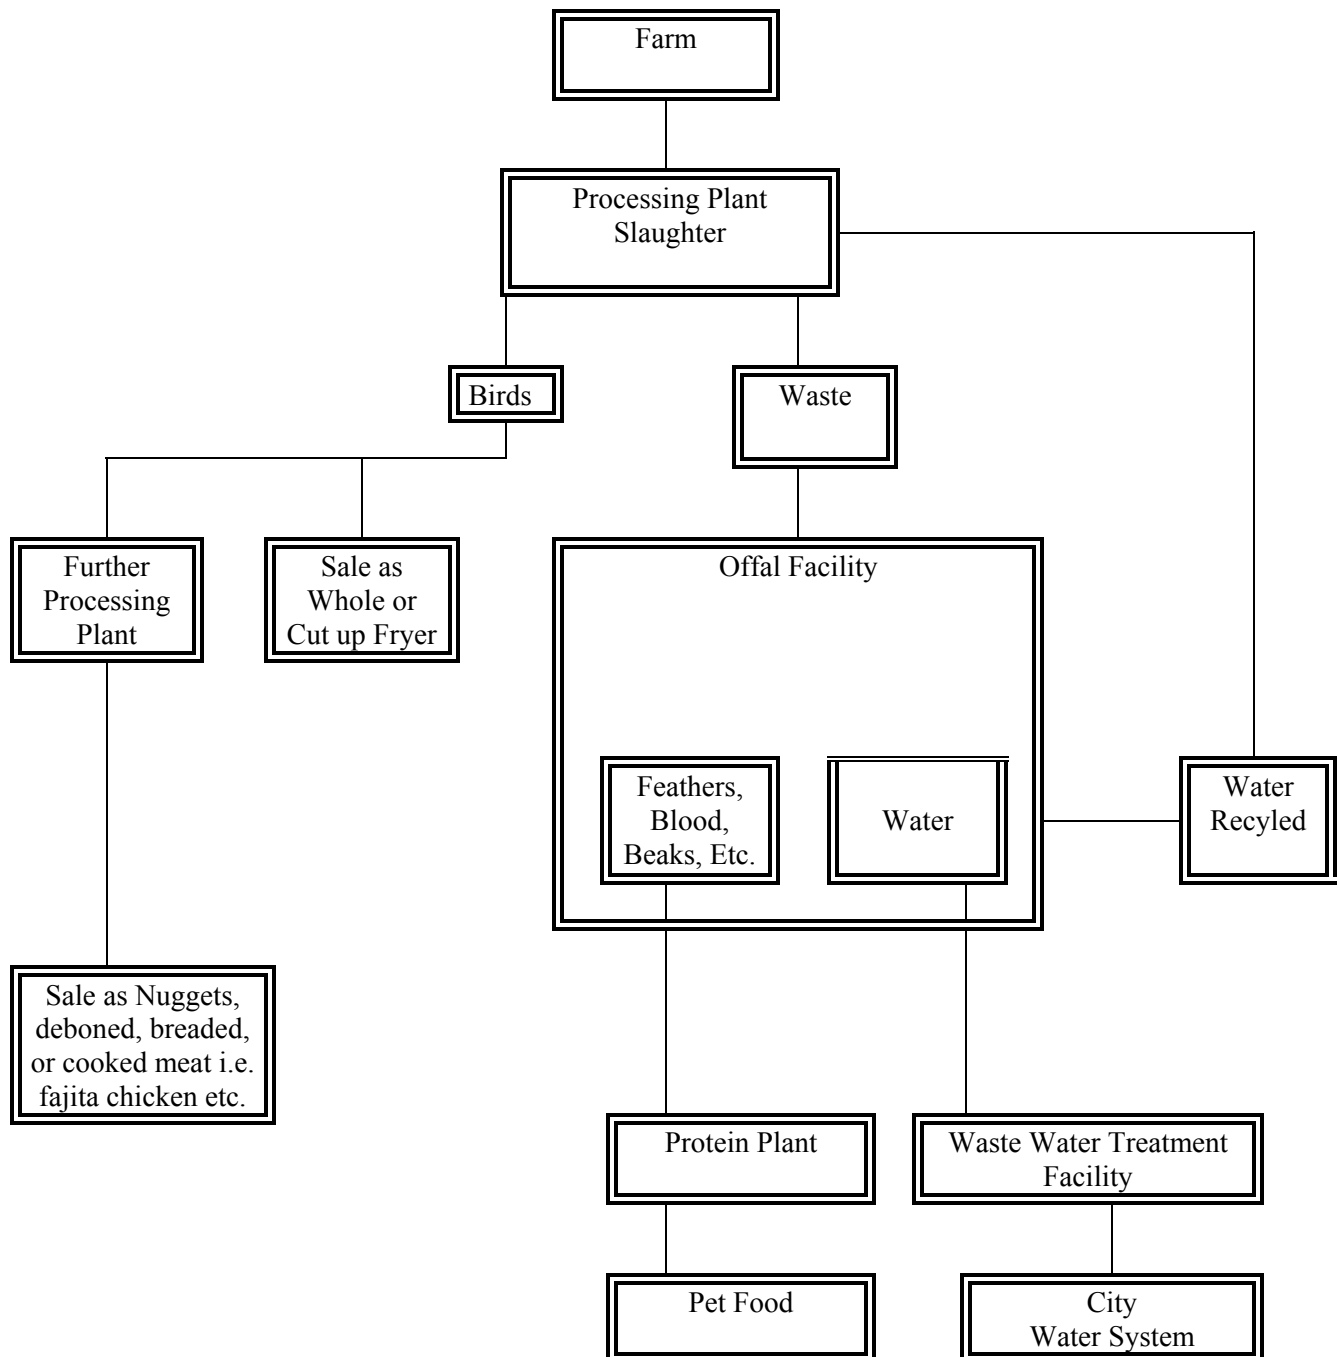 Farm
Processing Plant
Slaughter
Birds
Waste
Further
Processing
Plant
Sale as
Whole or
Cut up Fryer
Offal Facility
Feathers,
Blood,
Beaks, Etc.
Water
Water
Recyled
Sale as Nuggets,
deboned, breaded,
or cooked meat i.e.
fajita chicken etc.
Protein Plant
Waste Water Treatment
Facility
Pet Food
City
Water System